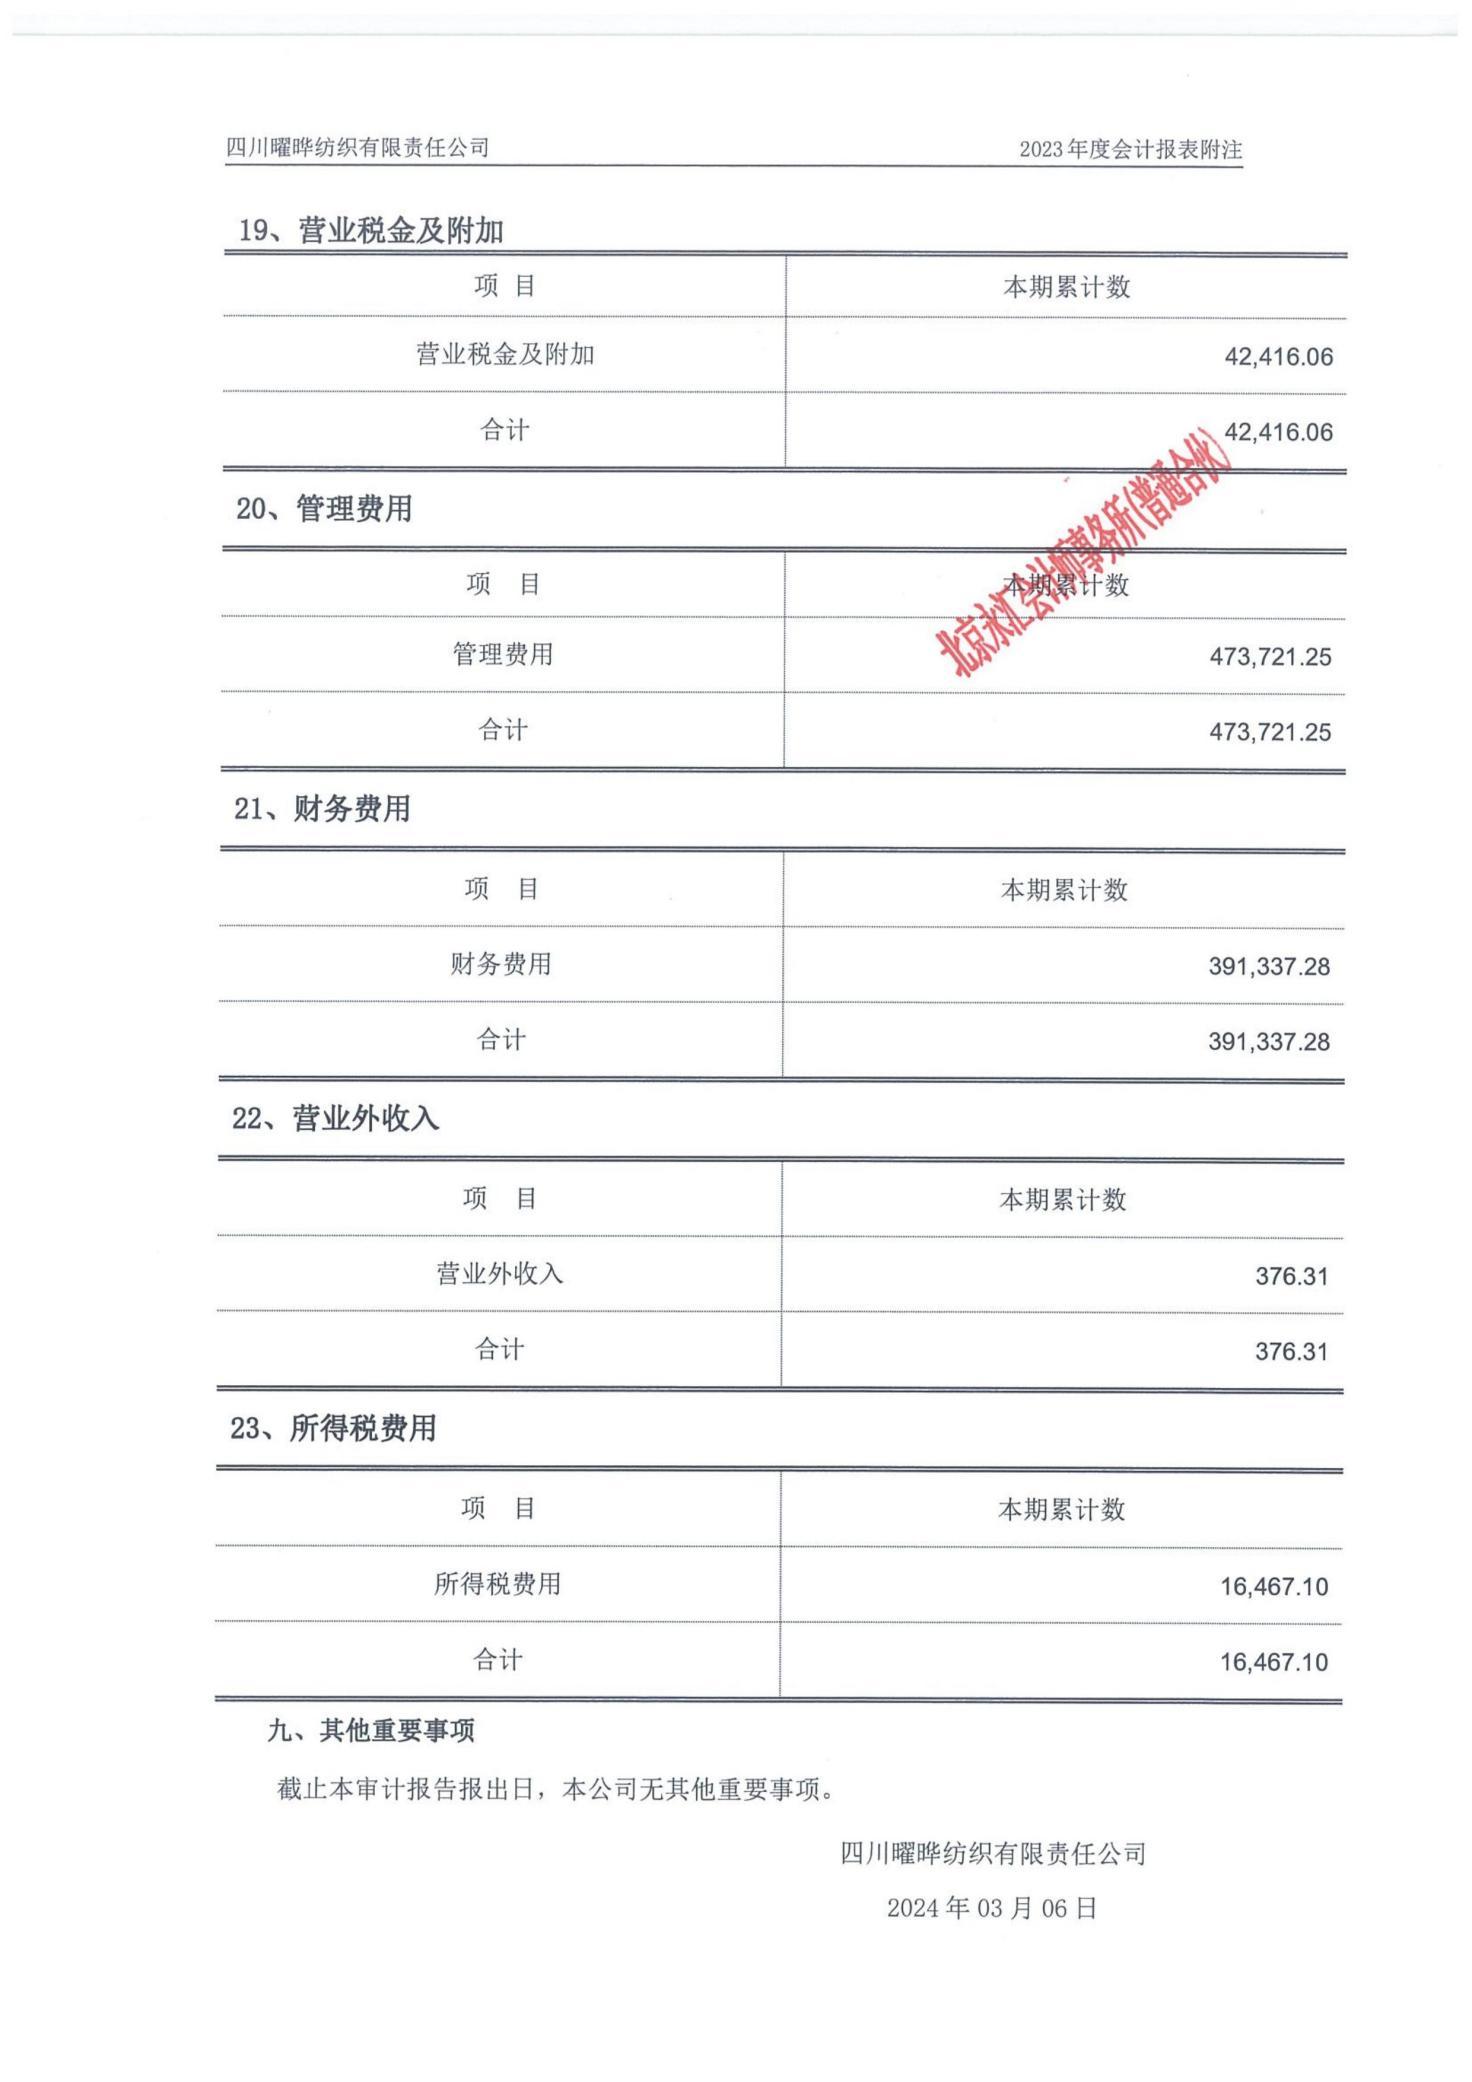 四川曜晔纺织有限责任公司 2023年度会计报表附注
19、营业税金及附加
项 目 本期累计数
营业税金及附加 42,416.06
合计 42,416.06
北京永汇会计师事务所(普通合伙)
20、管理费用
项 目 本期累计数
管理费用 473,721.25
合计 473,721.25
21、财务费用
项 目 本期累计数
财务费用 391,337.28
合计 391,337.28
22、营业外收入
项 目 本期累计数
营业外收入 376.31
合计 376.31
23、所得税费用
项 目 本期累计数
所得税费用 16,467.10
合计 16,467.10
九、其他重要事项
截止本审计报告报出日，本公司无其他重要事项。
四川曜晔纺织有限责任公司
2024 年 03 月 06 日